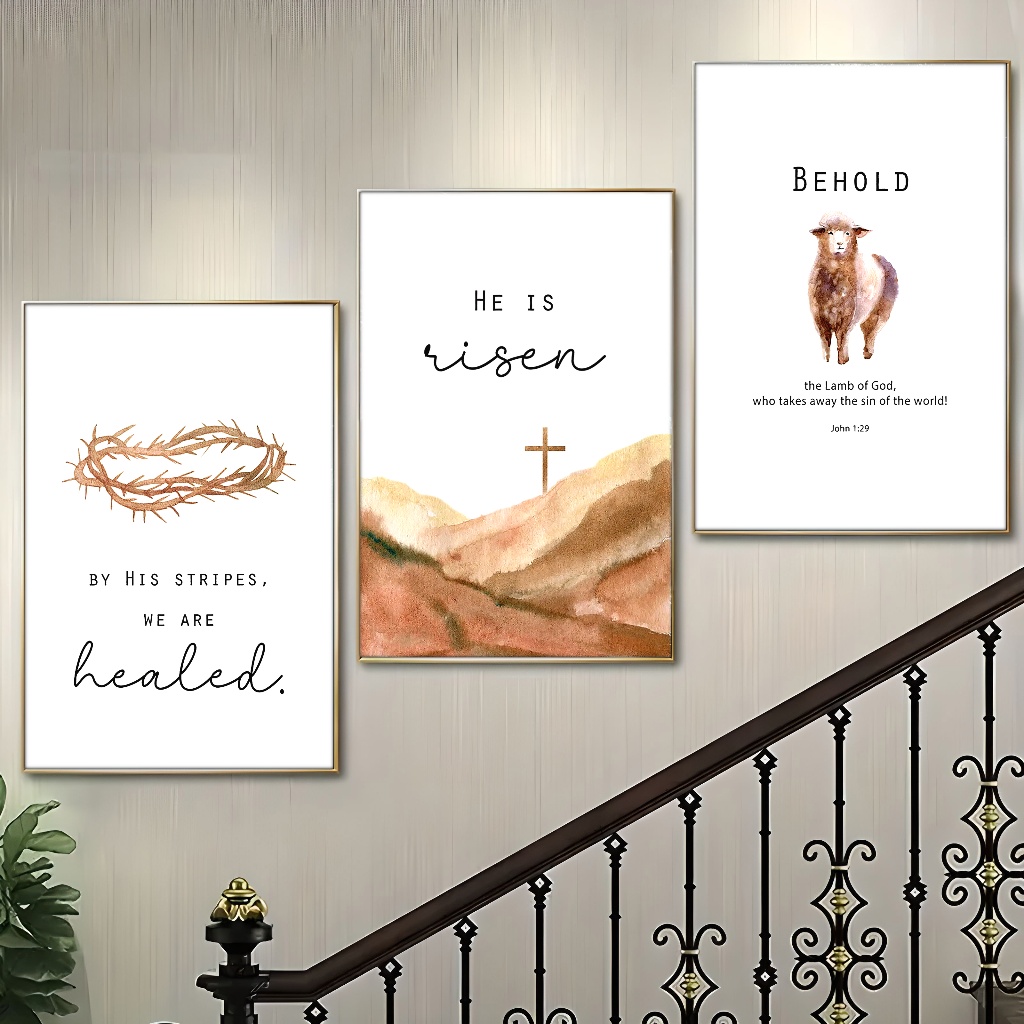 BY HIS STRIPES,
WE ARE
healed.
HE IS
risen
BEHOLD
the Lamb of God,
who takes away the sin of the world!
John 1:29